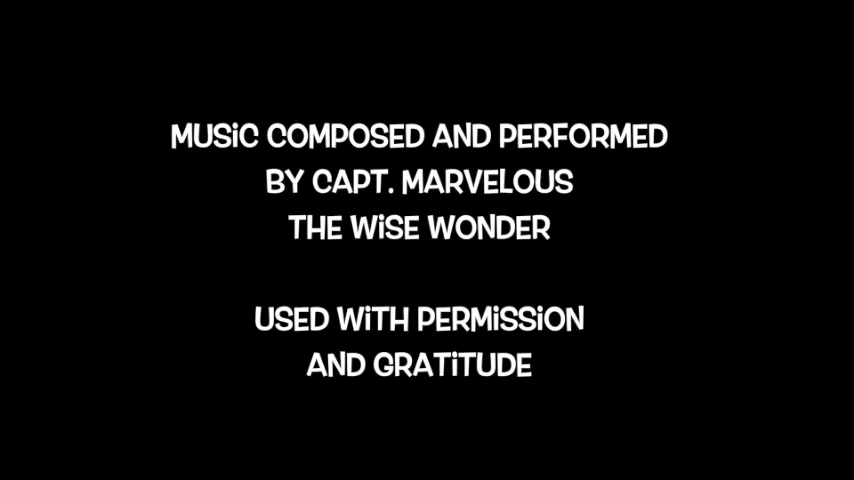 MUSiC COMPOSED AND PERFORMED
BY CAPT. MARVELOUS
THE WiSE WONDER
USED WiTH PERMiSSiON
AND GRATiTUDE